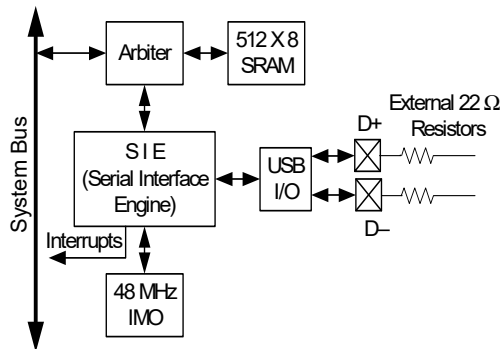 System Bus
Arbiter
512 X 8
SRAM
External 22 Ω
Resistors
D+
S I E
(Serial Interface
Engine)
USB
I/O
D–
Interrupts
48 MHz
IMO